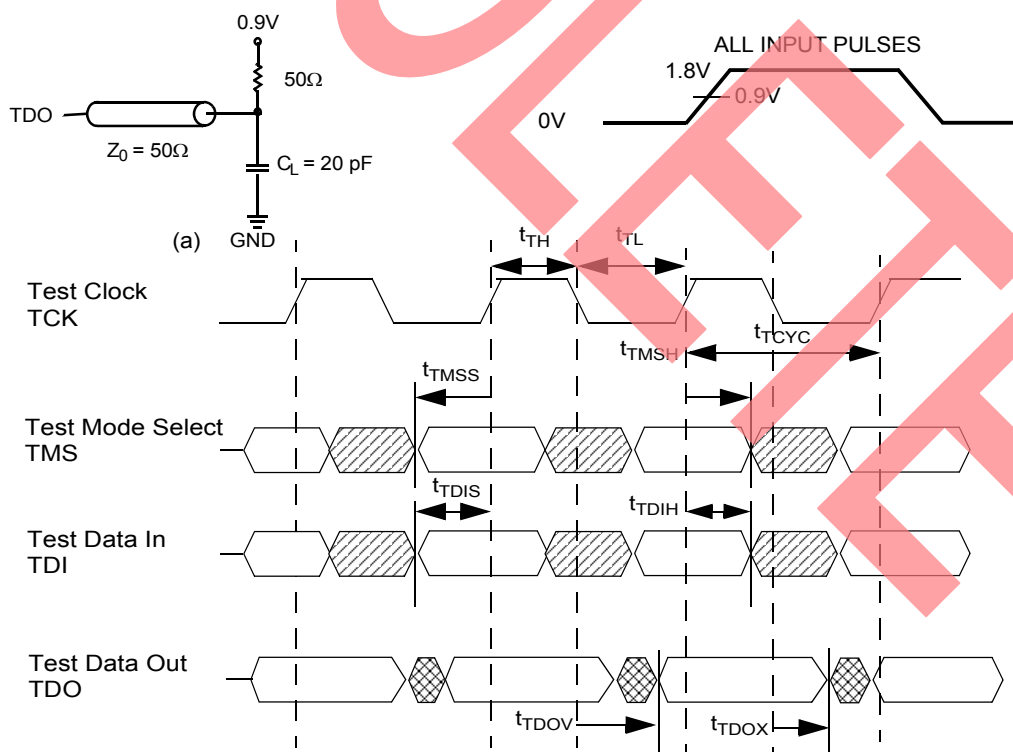 0.9V
50Ω
TDO
Z0 = 50Ω
CL = 20 pF
(a)
GND
ALL INPUT PULSES
1.8V
0.9V
0V
tTH
tTL
Test Clock
TCK
tTCYC
tTMSH
tTMSS
Test Mode Select
TMS
tTDIS
tTDIH
Test Data In
TDI
Test Data Out
TDO
tTDOV
tTDOX